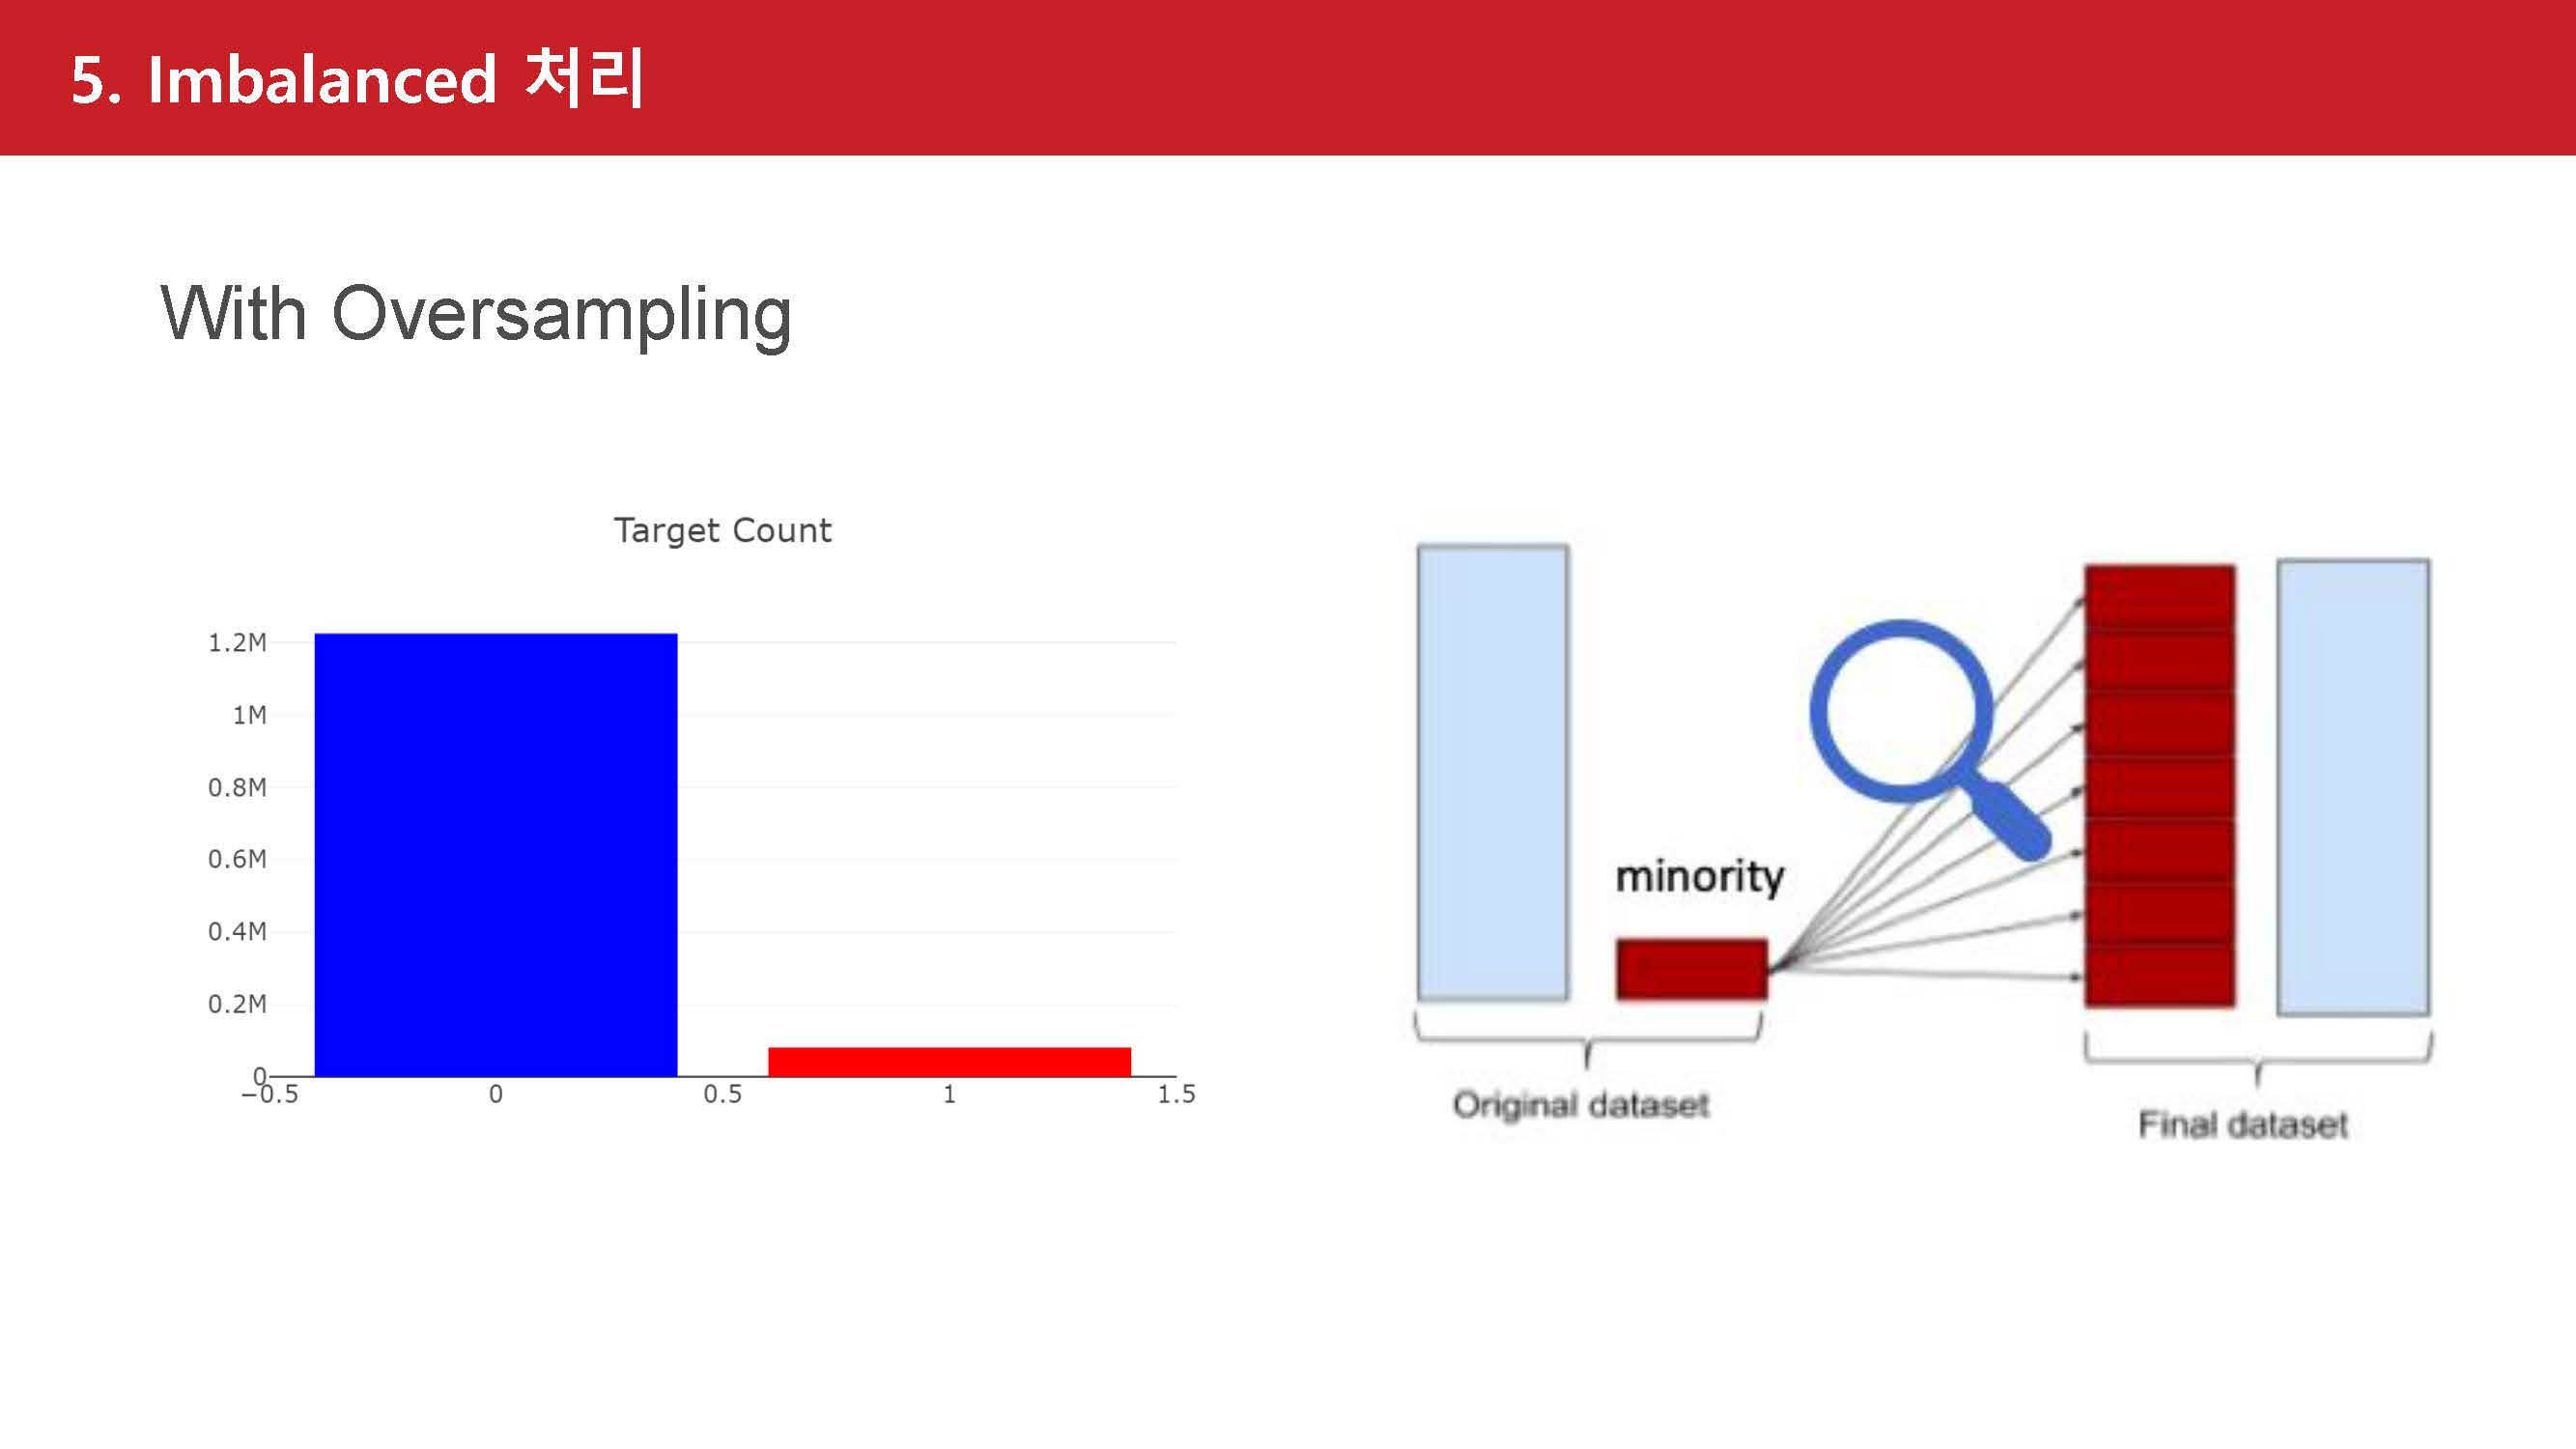 5. Imbalanced 처리
With Oversampling
Target Count
1.2M
1M
0.8M
0.6M
0.4M
0.2M
0
−0.5 0 0.5 1 1.5
minority
Original dataset
Final dataset